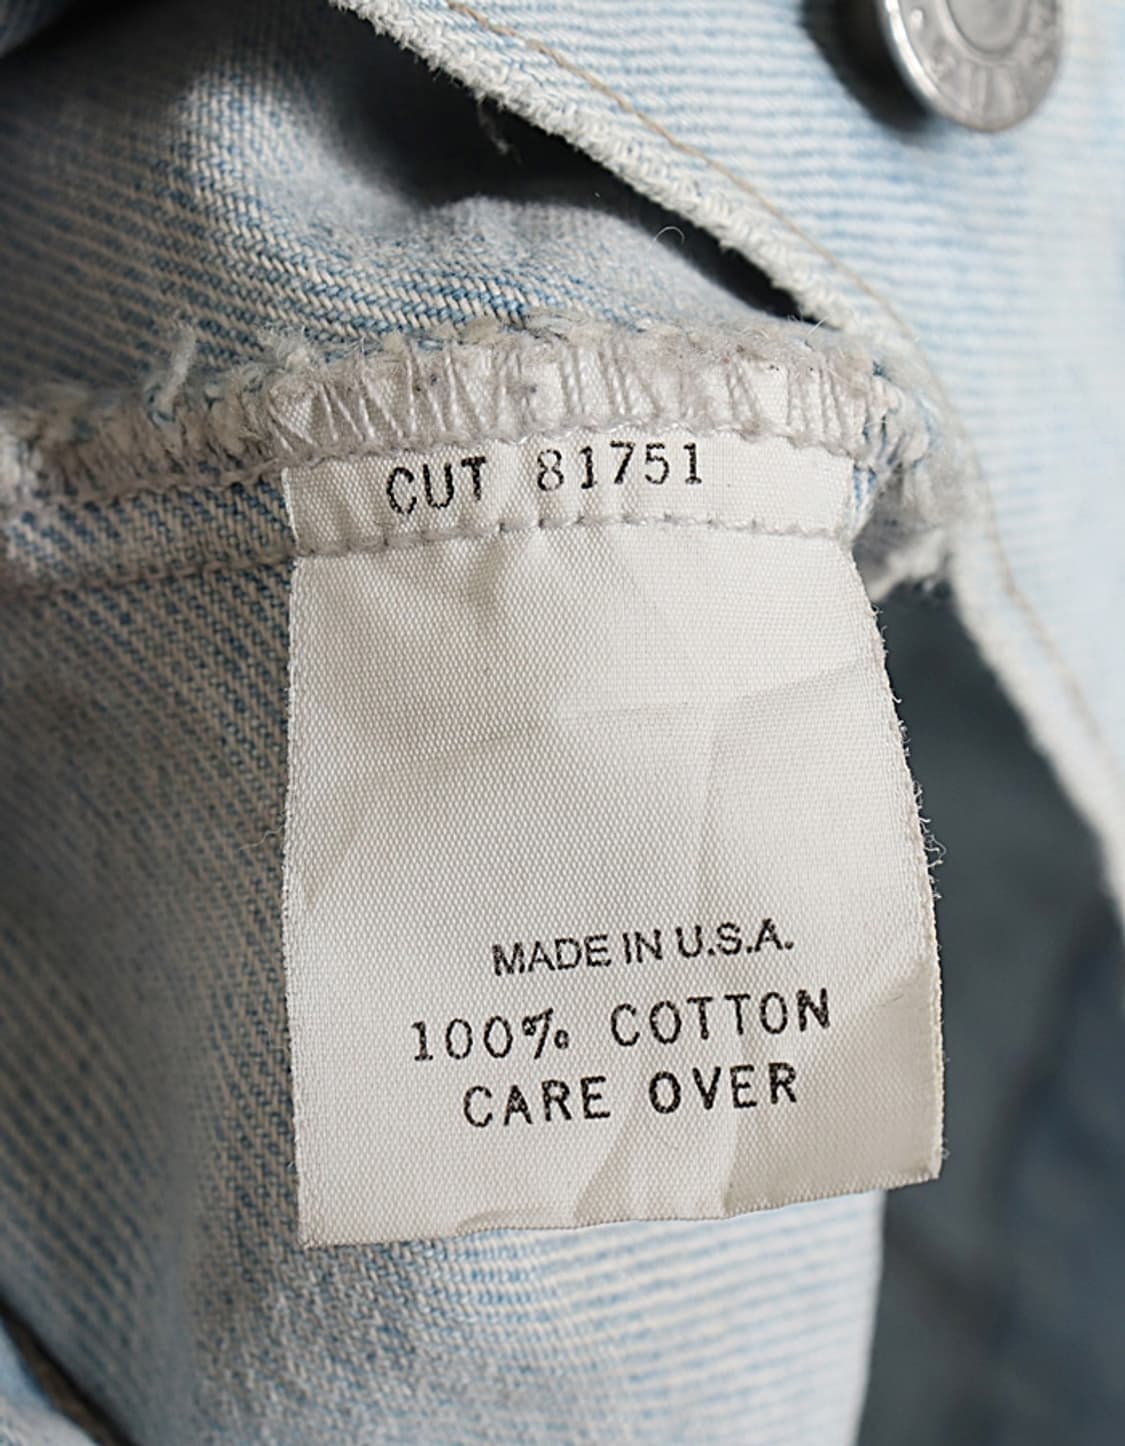 CUT 81751
MADE IN U.S.A.
100% COTTON
CARE OVER